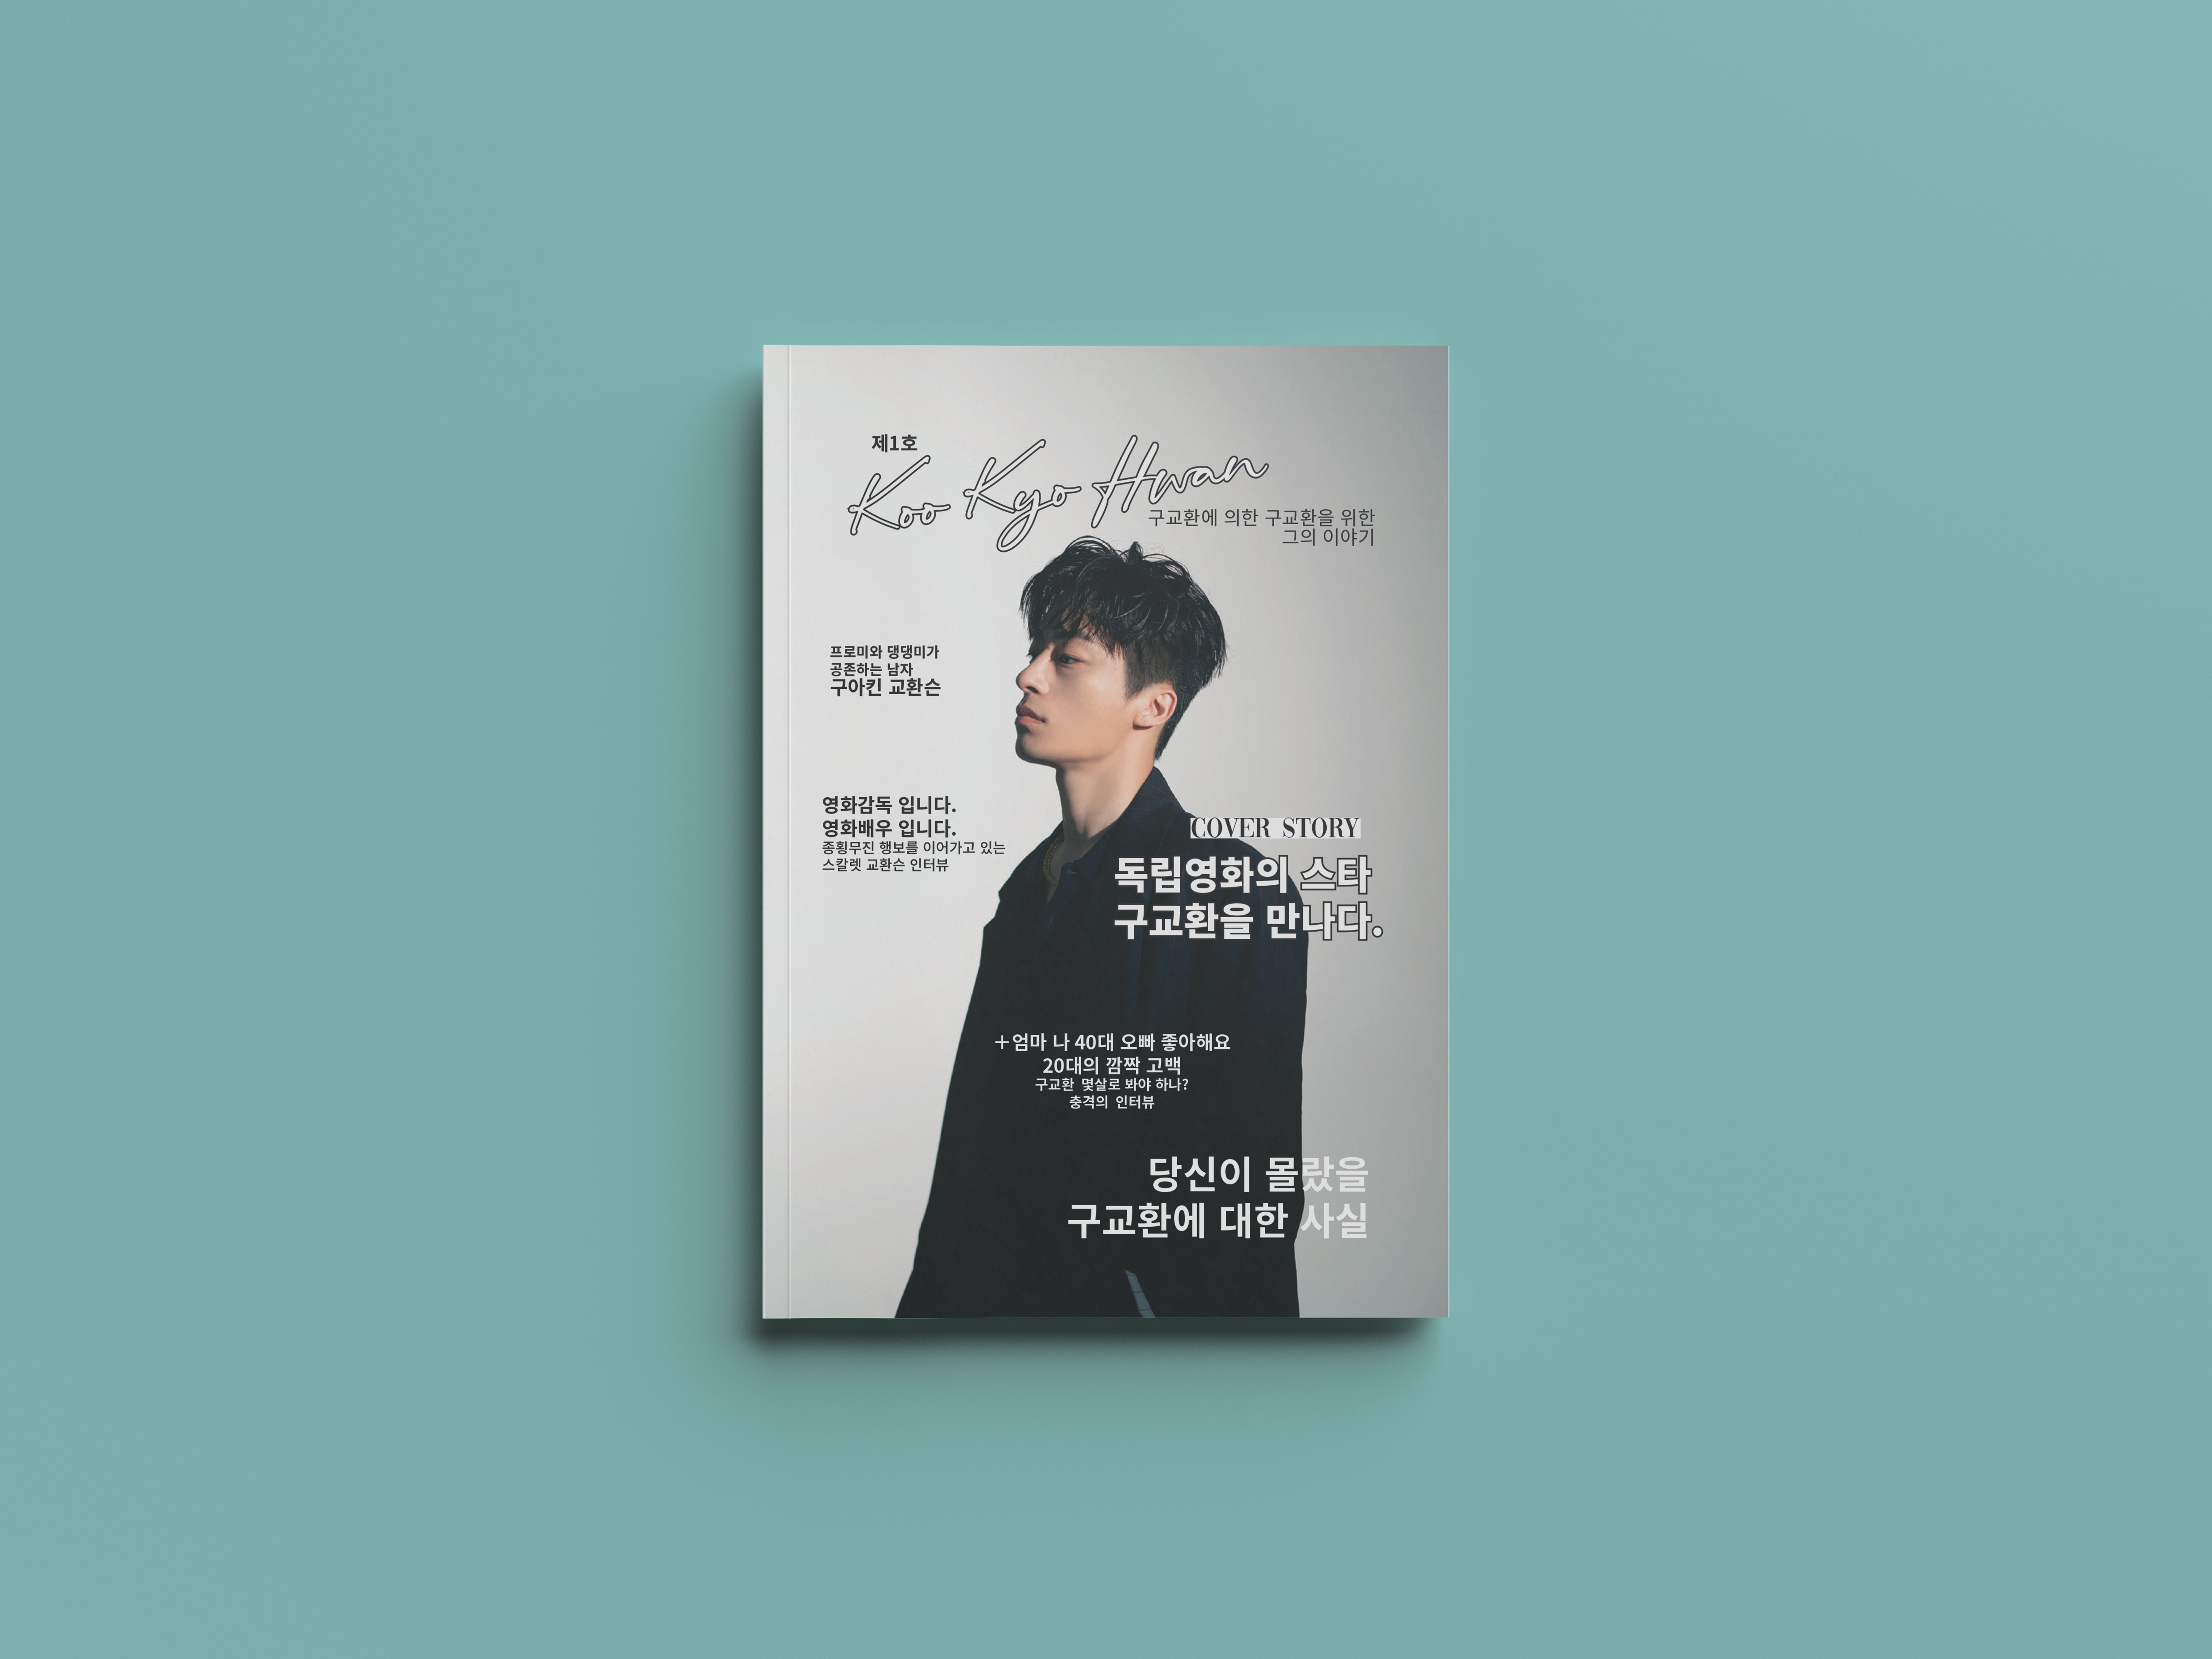 제1호
Koo Kyo Hwan
구교환에 의한 구교환을 위한
그의 이야기
프로미와 댕댕미가
공존하는 남자
구아킨 교환슨
영화감독 입니다.
영화배우 입니다.
종횡무진 행보를 이어가고 있는
스칼렛 교환슨 인터뷰
COVER STORY
독립영화의 스타
구교환을 만나다.
+엄마 나 40대 오빠 좋아해요
20대의 깜짝 고백
구교환 몇살로 봐야 하나?
충격의 인터뷰
당신이 몰랐을
구교환에 대한 사실